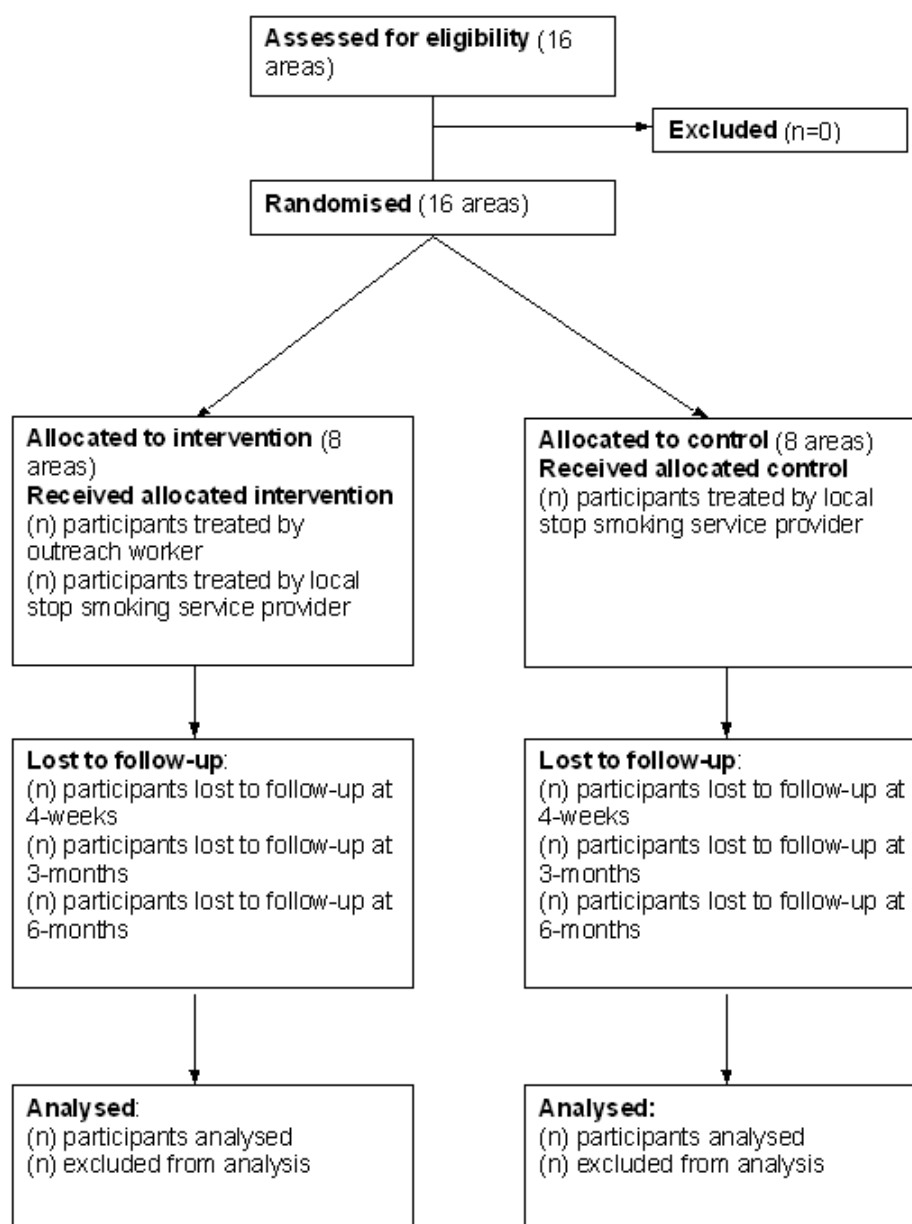 Assessed for eligibility (16
areas)
Excluded (n=0)
Randomised (16 areas)
Allocated to intervention (8
areas)
Received allocated intervention
(n) participants treated by
outreach worker
(n) participants treated by local
stop smoking service provider
Allocated to control (8 areas)
Received allocated control
(n) participants treated by local
stop smoking service provider
Lost to follow-up:
(n) participants lost to follow-up at
4-weeks
(n) participants lost to follow-up at
3-months
(n) participants lost to follow-up at
6-months
Lost to follow-up:
(n) participants lost to follow-up at
4-weeks
(n) participants lost to follow-up at
3-months
(n) participants lost to follow-up at
6-months
Analysed:
(n) participants analysed
(n) excluded from analysis
Analysed:
(n) participants analysed
(n) excluded from analysis